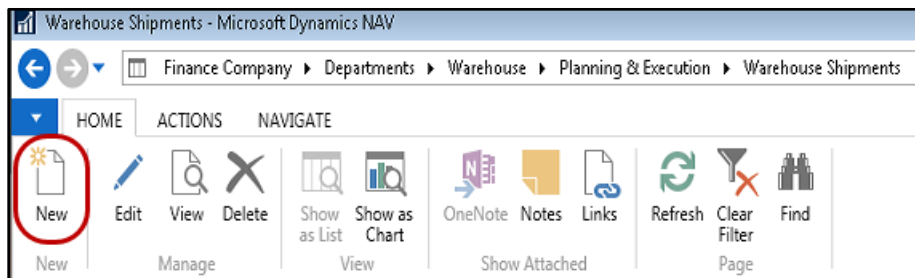 Warehouse Shipments - Microsoft Dynamics NAV
Finance Company Departments Warehouse Planning & Execution Warehouse Shipments
HOME ACTIONS NAVIGATE
New Edit View Delete Show as List Show as Chart OneNote Notes Links Refresh Clear Filter Find
New Manage View Show Attached Page